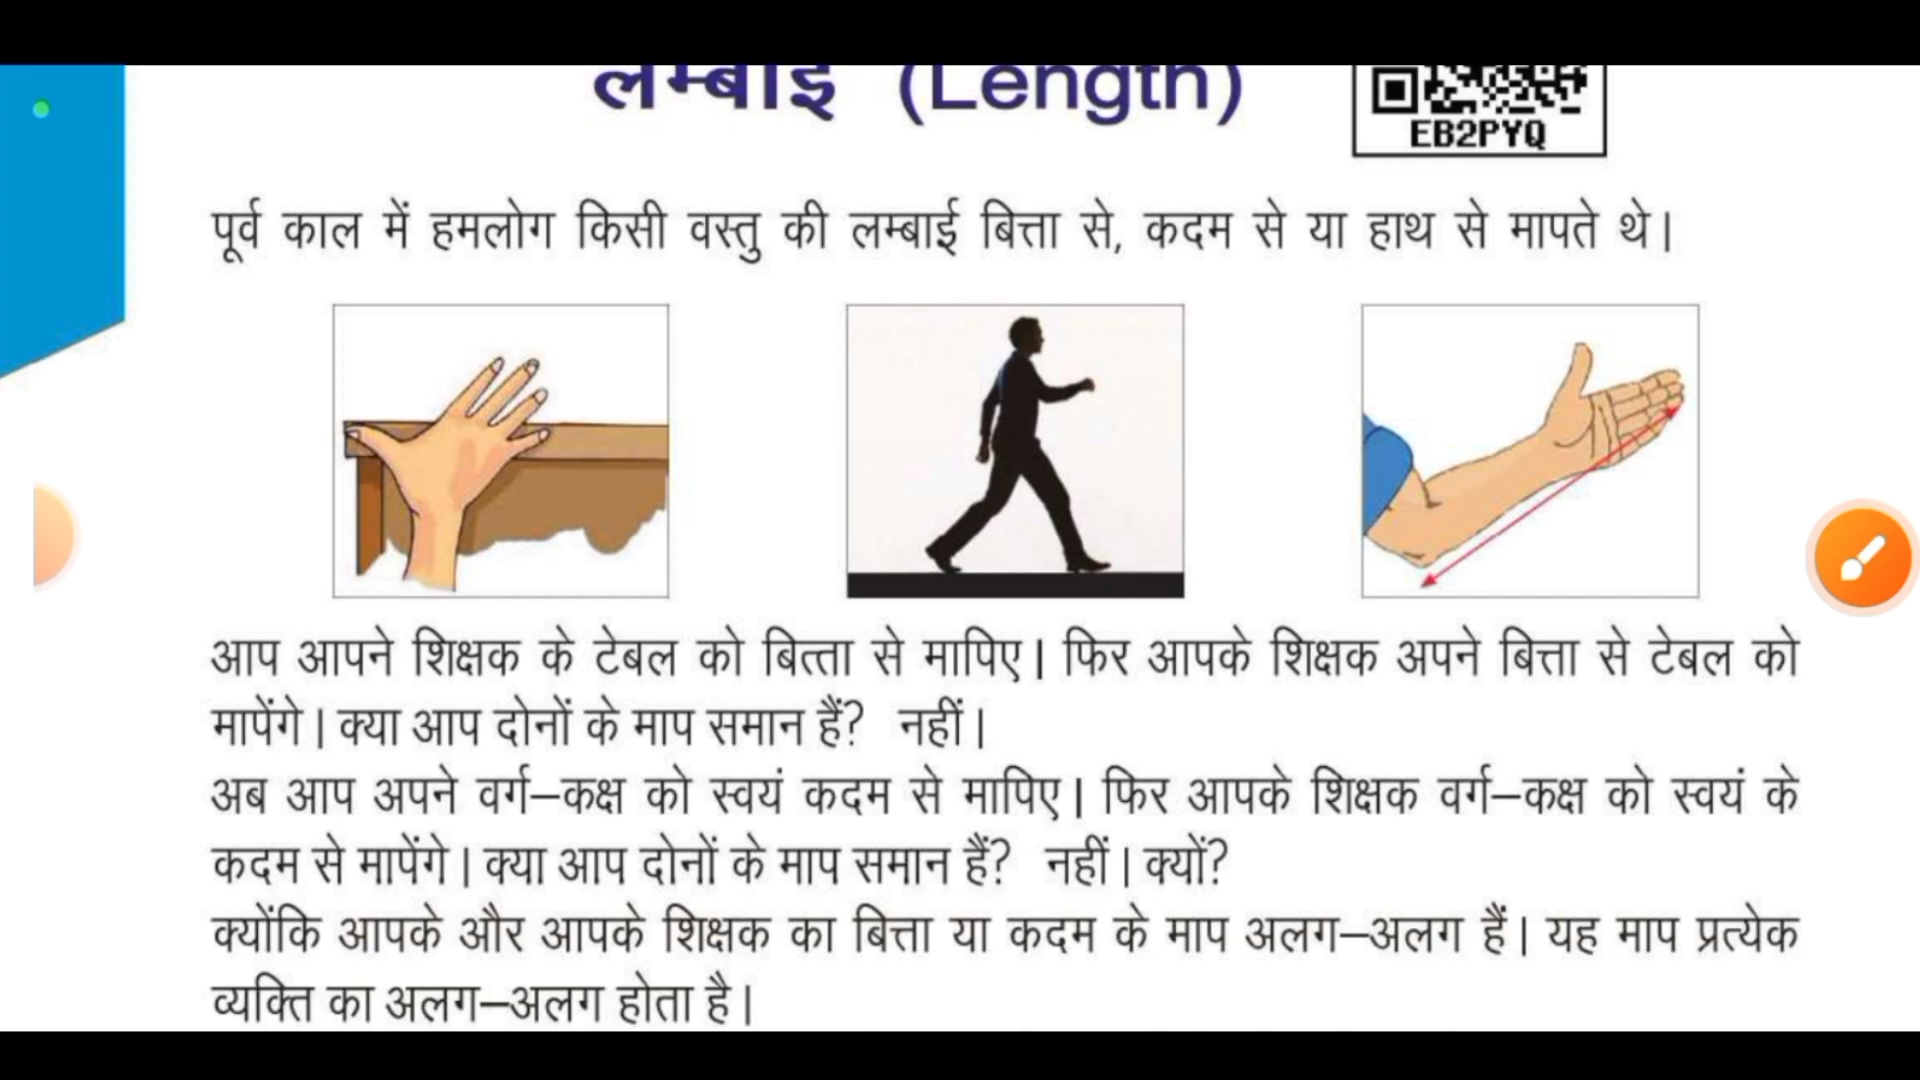 लम्बाई (Length)
EB2PYQ
पूर्व काल में हमलोग किसी वस्तु की लम्बाई बित्ता से, कदम से या हाथ से मापते थे।
आप आपने शिक्षक के टेबल को बित्ता से मापिए। फिर आपके शिक्षक अपने बित्ता से टेबल को
मापेंगे। क्या आप दोनों के माप समान हैं? नहीं।
अब आप अपने वर्ग–कक्ष को स्वयं कदम से मापिए। फिर आपके शिक्षक वर्ग–कक्ष को स्वयं के
कदम से मापेंगे। क्या आप दोनों के माप समान हैं? नहीं। क्यों?
क्योंकि आपके और आपके शिक्षक का बित्ता या कदम के माप अलग–अलग हैं। यह माप प्रत्येक
व्यक्ति का अलग–अलग होता है।